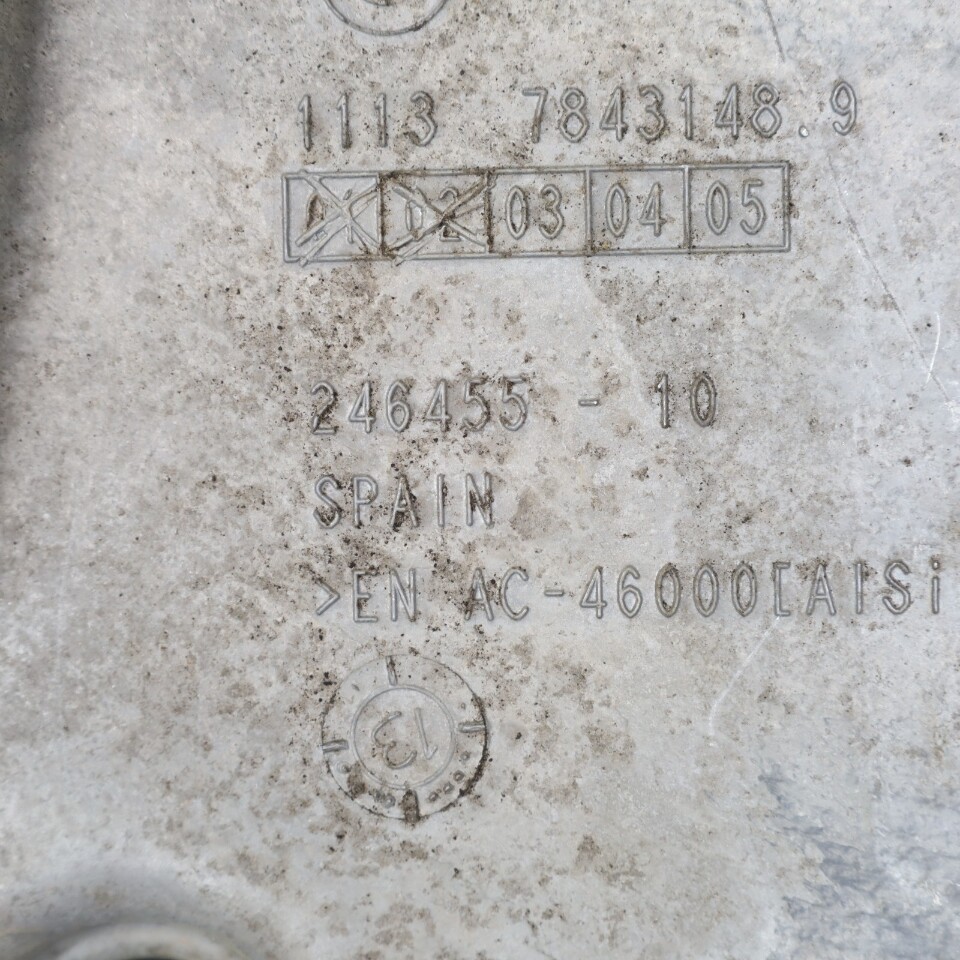 1113 7843148.9
01 02 03 04 05
246455 - 10
SPAIN
>EN AC-46000[AlSi
13